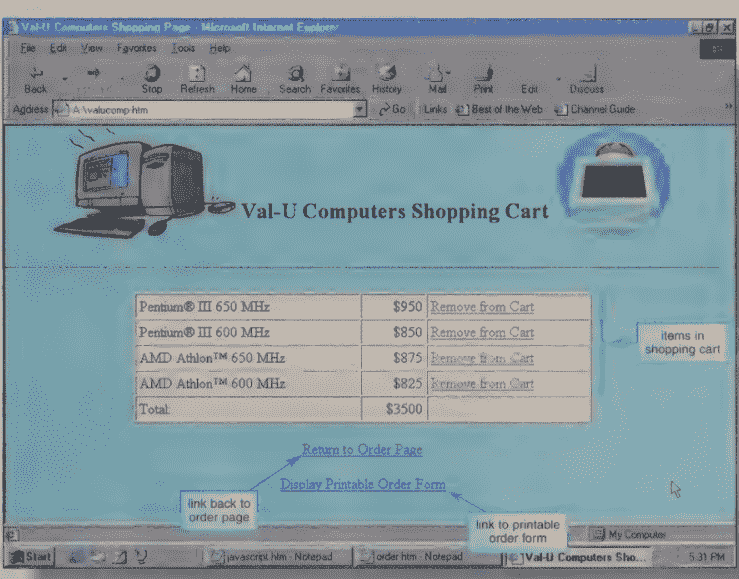 Val-U Computers Shopping Page - Microsoft Internet Explorer
File Edit View Favorites Tools Help
Back Stop Refresh Home Search Favorites History Mail Print Edit Discuss
Address A:\valucomp.htm Go Links Best of the Web Channel Guide »
Val-U Computers Shopping Cart
Pentium® III 650 MHz $950 Remove from Cart
Pentium® III 600 MHz $850 Remove from Cart
AMD Athlon™ 650 MHz $875 Remove from Cart
AMD Athlon™ 600 MHz $825 Remove from Cart
Total: $3500
items in
shopping cart
Return to Order Page
Display Printable Order Form
link back to
order page
link to printable
order form
My Computer
Start javascript.htm - Notepad order.htm - Notepad Val-U Computers Sho... 5:31 PM